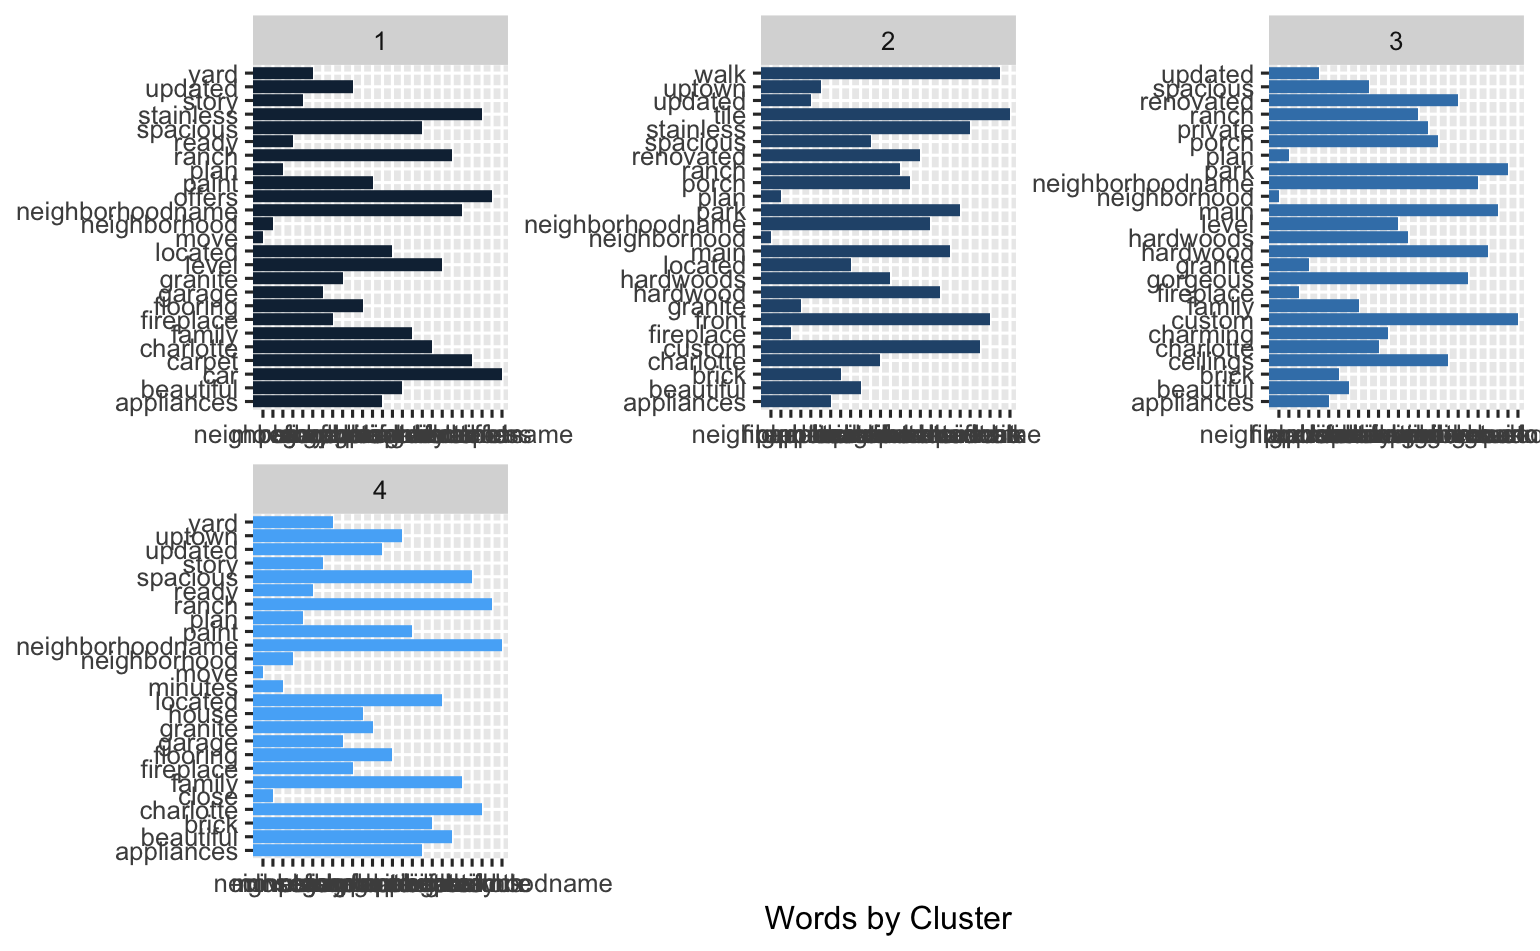 1
yard
updated
story
stainless
spacious
ready
ranch
plan
paint
offers
neighborhoodname
neighborhood
move
located
level
granite
garage
flooring
fireplace
family
charlotte
carpet
car
beautiful
appliances
2
walk
uptown
updated
tile
stainless
spacious
renovated
ranch
porch
plan
park
neighborhoodname
neighborhood
main
located
hardwoods
hardwood
granite
front
fireplace
custom
charlotte
brick
beautiful
appliances
3
updated
spacious
renovated
ranch
private
porch
plan
park
neighborhoodname
neighborhood
main
level
hardwoods
hardwood
granite
gorgeous
fireplace
family
custom
charming
charlotte
ceilings
brick
beautiful
appliances
4
yard
uptown
updated
story
spacious
ready
ranch
plan
paint
neighborhoodname
neighborhood
move
minutes
located
house
granite
garage
flooring
fireplace
family
close
charlotte
brick
beautiful
appliances
Words by Cluster